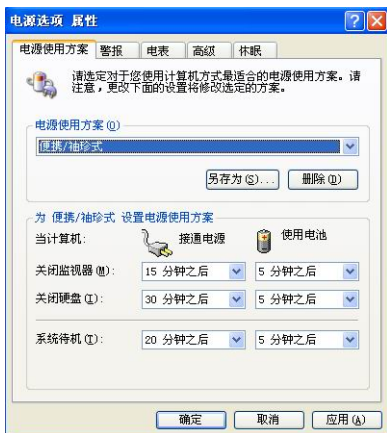 电源选项 属性
电源使用方案 警报 电表 高级 休眠
请选定对于您使用计算机方式最适合的电源使用方案。请
注意，更改下面的设置将修改选定的方案。
电源使用方案(O)
便携/袖珍式
另存为(S)... 删除(D)
为 便携/袖珍式 设置电源使用方案
当计算机: 接通电源 使用电池
关闭监视器(M): 15 分钟之后 5 分钟之后
关闭硬盘(I): 30 分钟之后 5 分钟之后
系统待机(T): 20 分钟之后 5 分钟之后
确定 取消 应用(A)